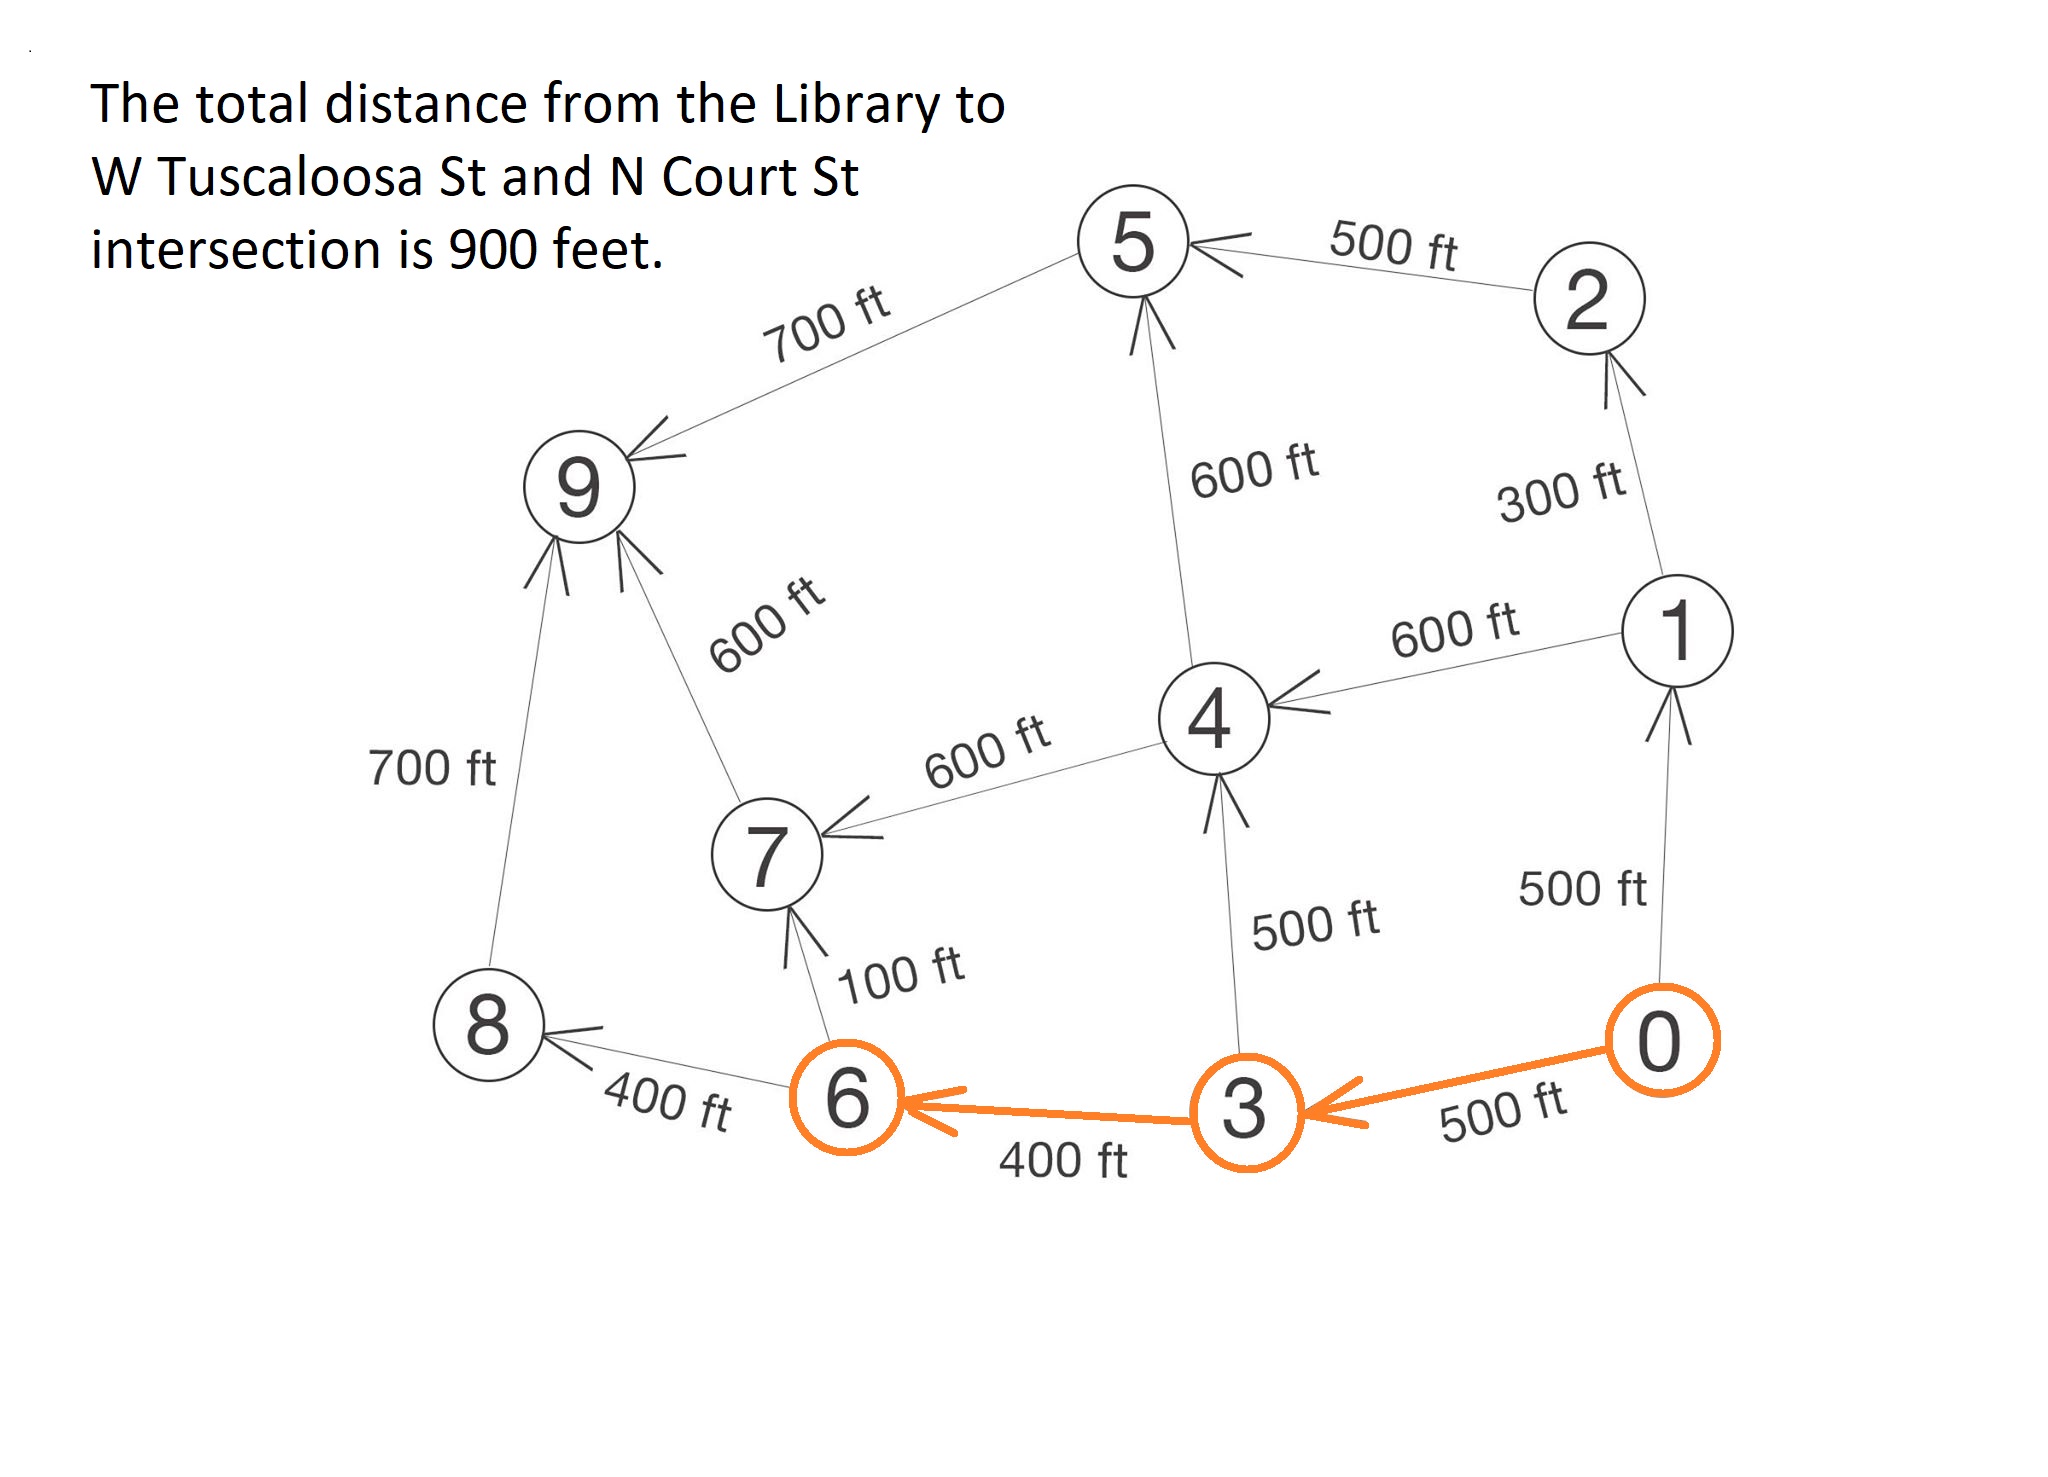 The total distance from the Library to
W Tuscaloosa St and N Court St
intersection is 900 feet.
5
500 ft
2
700 ft
9
600 ft
300 ft
600 ft
600 ft
1
4
600 ft
700 ft
7
500 ft
500 ft
100 ft
8
6
3
0
400 ft
400 ft
500 ft